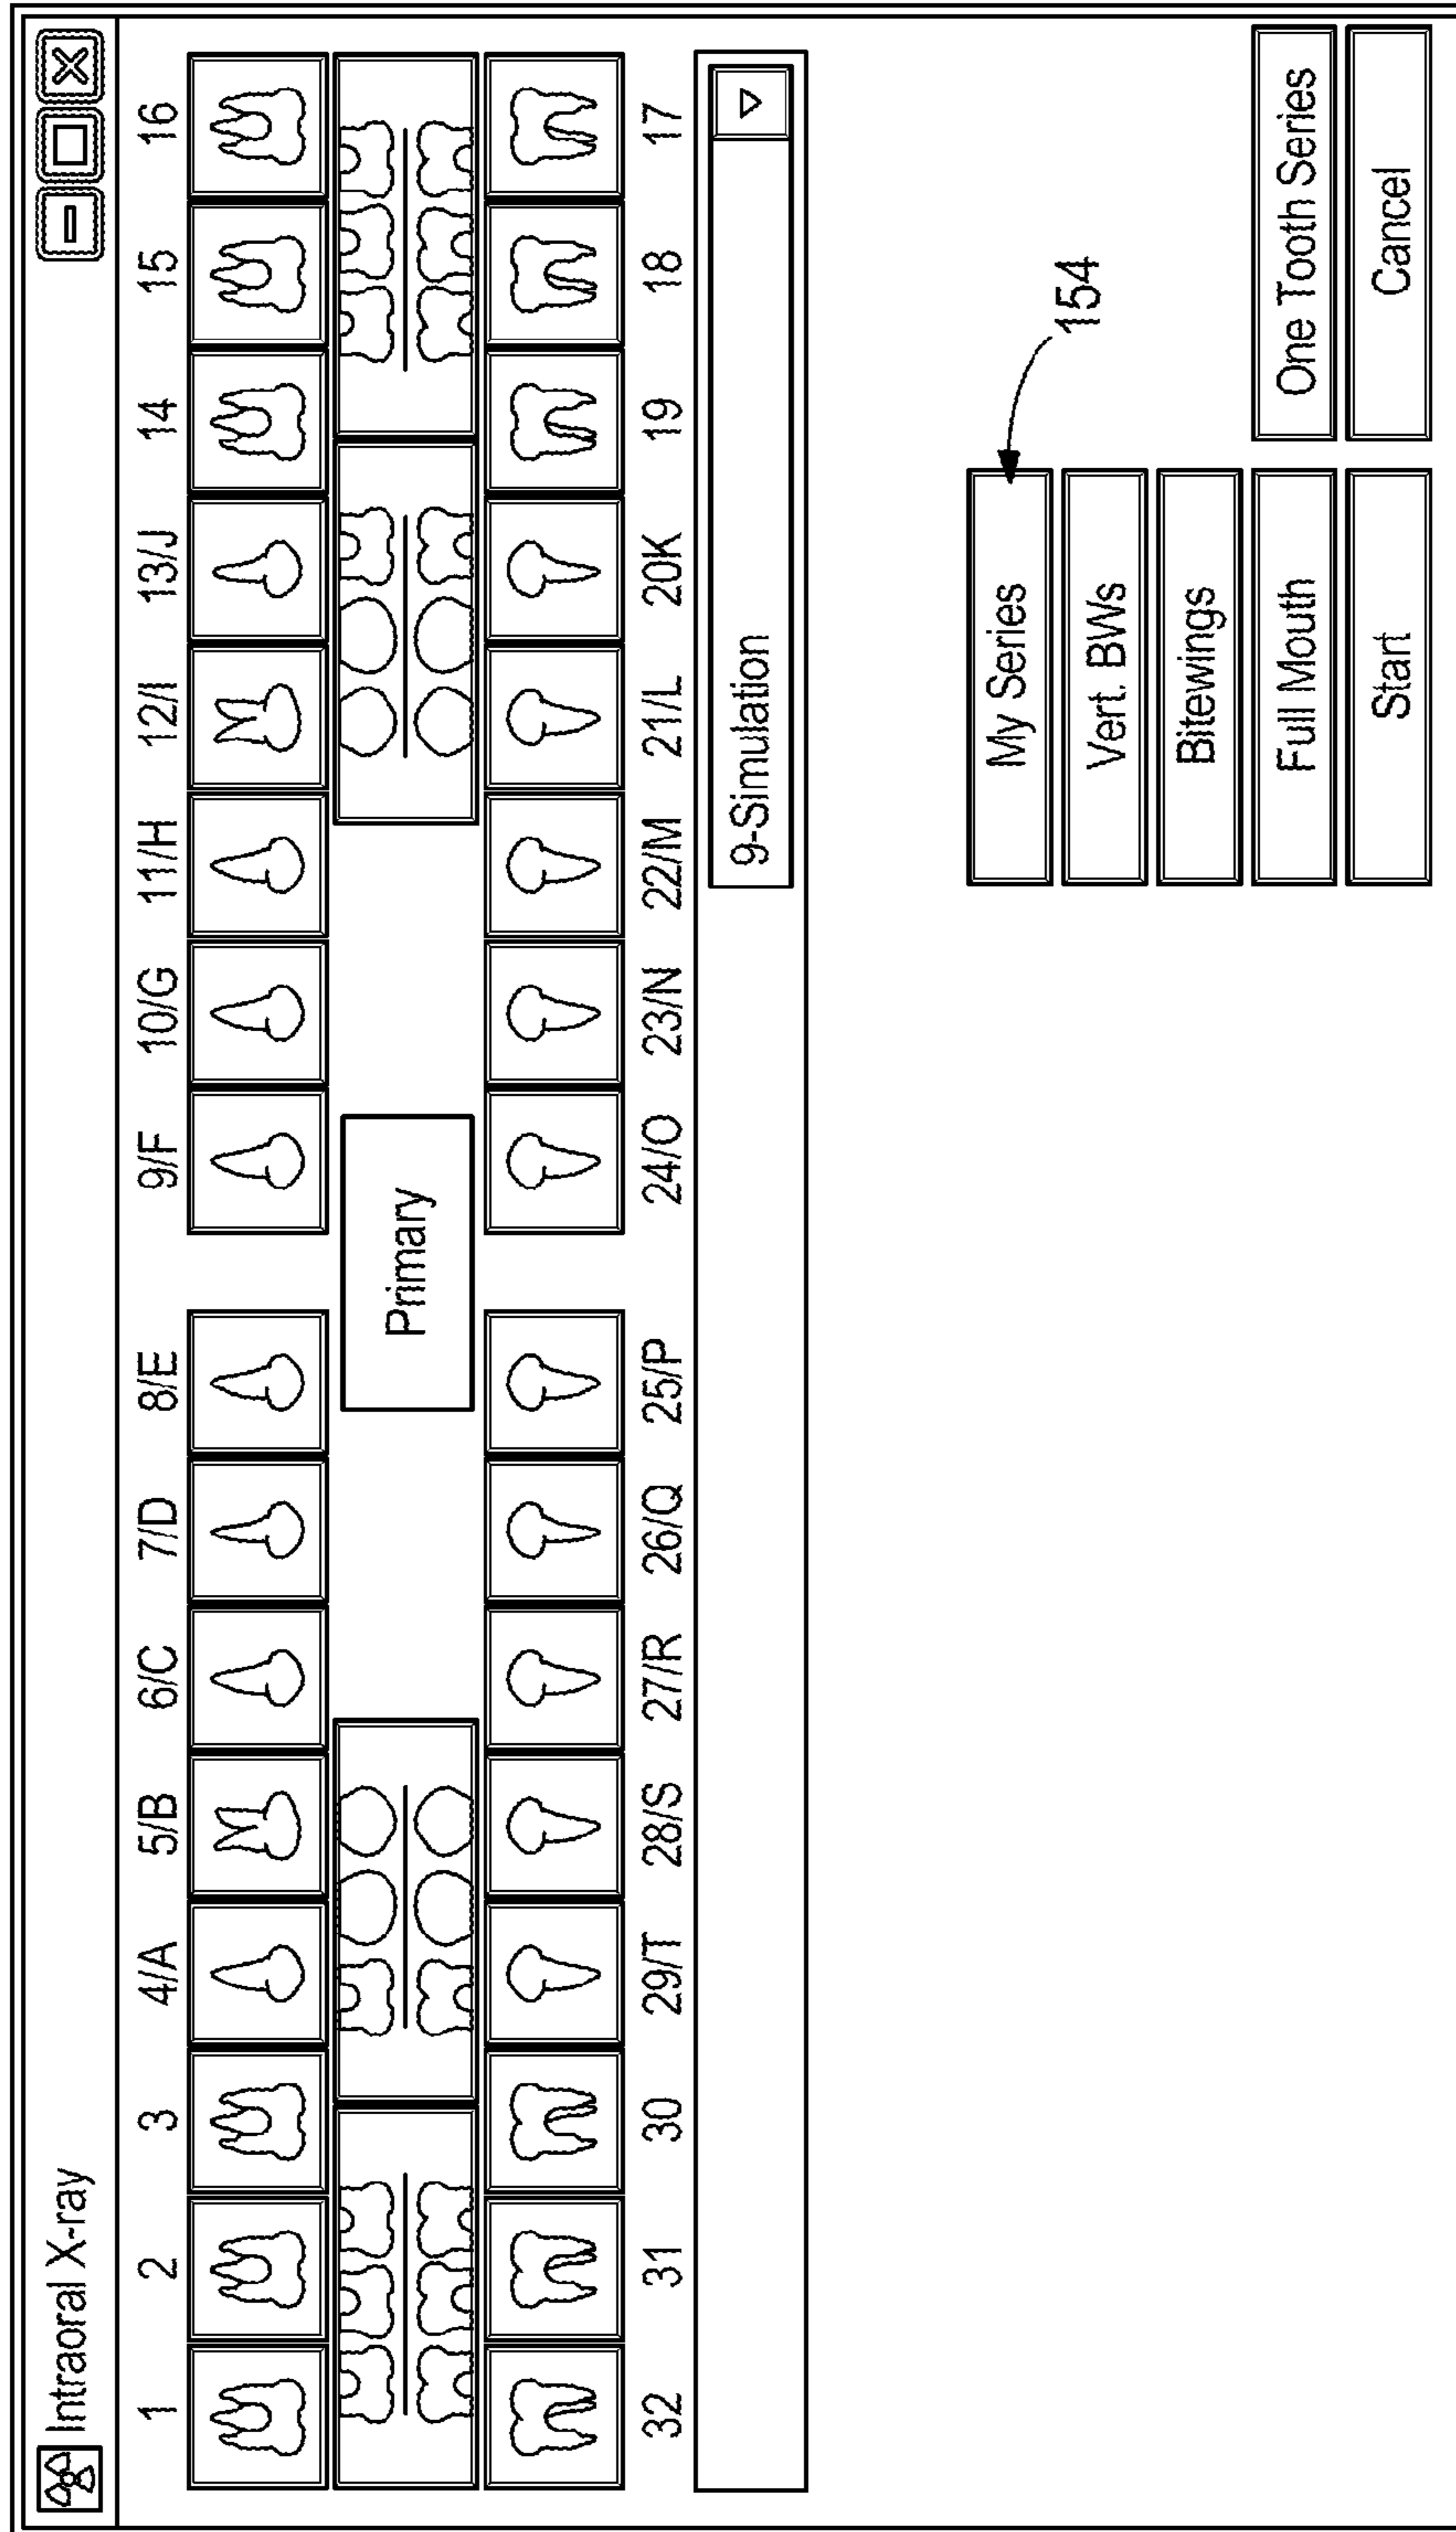 Intraoral X-ray
1 2 3 4/A 5/B 6/C 7/D 8/E 9/F 10/G 11/H 12/I 13/J 14 15 16
Primary
32 31 30 29/T 28/S 27/R 26/Q 25/P 24/O 23/N 22/M 21/L 20K 19 18 17
9-Simulation
My Series
154
Vert. BWs
Bitewings
Full Mouth One Tooth Series
Start Cancel